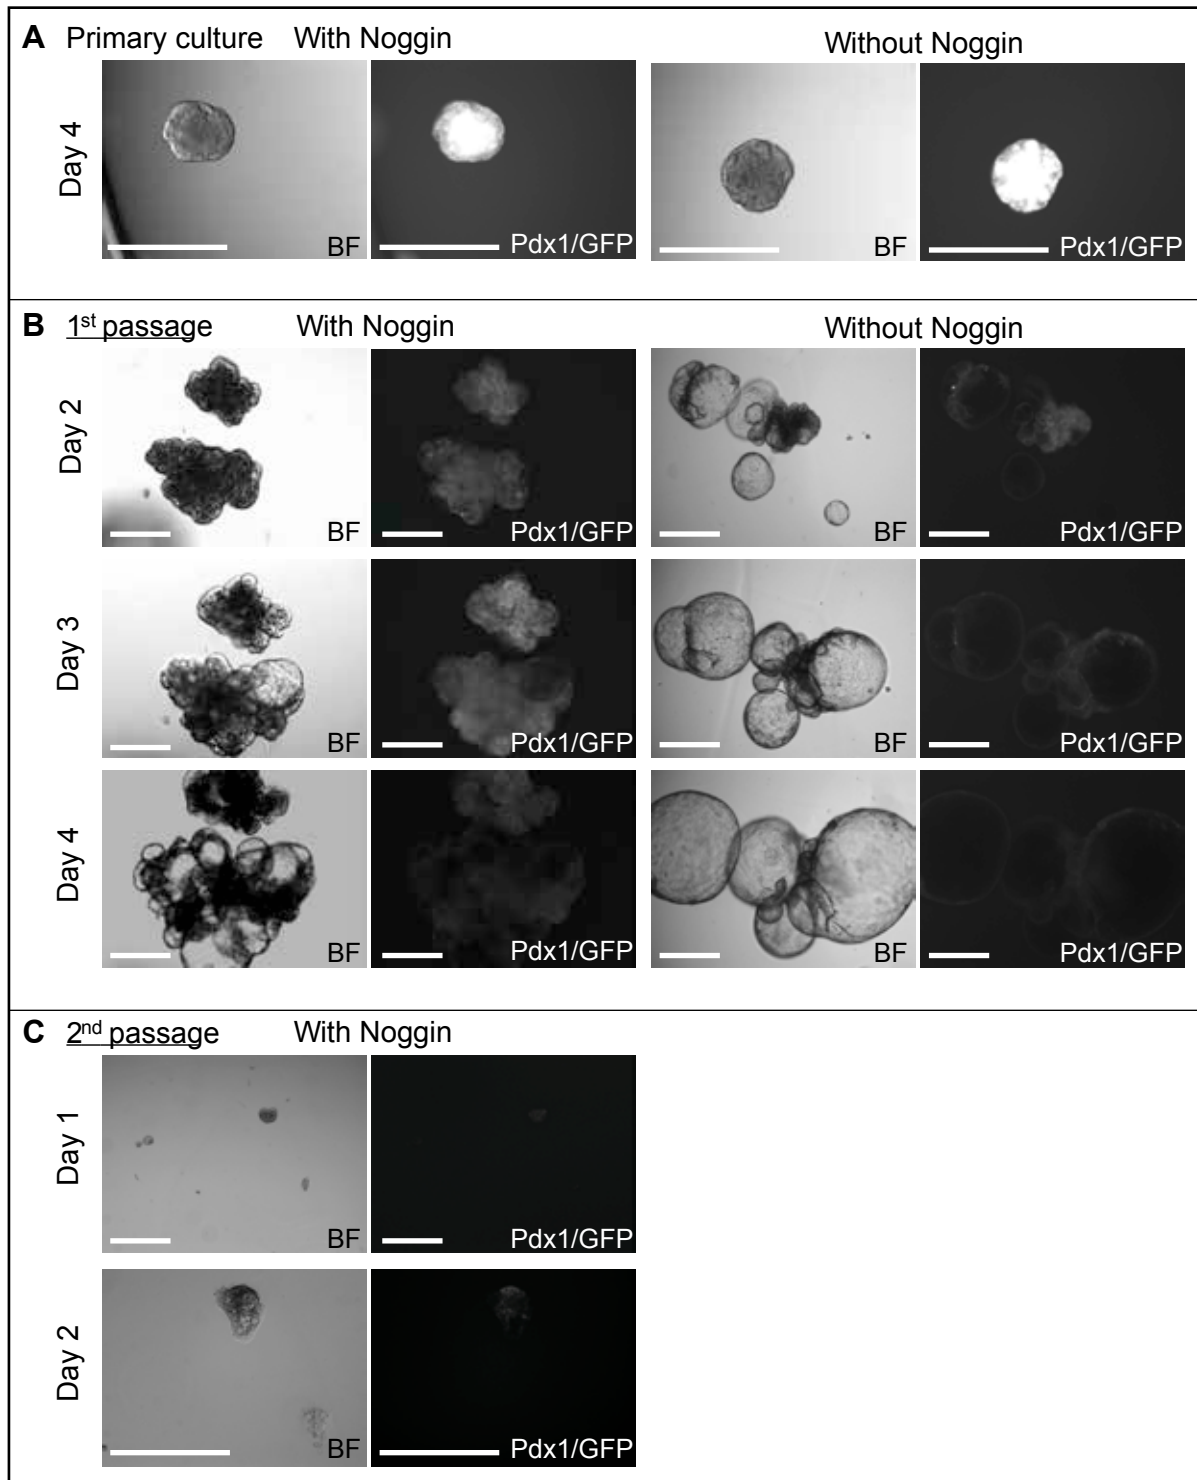 A Primary culture With Noggin Without Noggin
Day 4
BF Pdx1/GFP BF Pdx1/GFP
B 1st passage With Noggin Without Noggin
Day 2
BF Pdx1/GFP BF Pdx1/GFP
Day 3
BF Pdx1/GFP BF Pdx1/GFP
Day 4
BF Pdx1/GFP BF Pdx1/GFP
C 2nd passage With Noggin
Day 1
BF Pdx1/GFP
Day 2
BF Pdx1/GFP